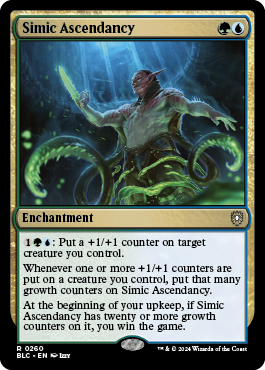 Simic Ascendancy
Enchantment
1: Put a +1/+1 counter on target
creature you control.
Whenever one or more +1/+1 counters are
put on a creature you control, put that many
growth counters on Simic Ascendancy.
At the beginning of your upkeep, if Simic
Ascendancy has twenty or more growth
counters on it, you win the game.
R 0260
BLC • EN Izzy
™ & © 2024 Wizards of the Coast